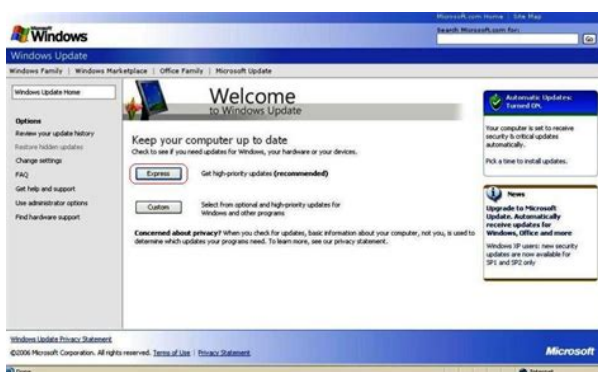 Microsoft.com Home | Site Map
Microsoft
Windows
Search Microsoft.com for:
Go
Windows Update
Windows Family | Windows Marketplace | Office Family | Microsoft Update
Windows Update Home
Options
Review your update history
Restore hidden updates
Change settings
FAQ
Get help and support
Use administrator options
Find hardware support
Welcome
to Windows Update
Keep your computer up to date
Check to see if you need updates for Windows, your hardware or your devices.
Express
Get high-priority updates (recommended)
Custom
Select from optional and high-priority updates for
Windows and other programs
Concerned about privacy? When you check for updates, basic information about your computer, not you, is used to
determine which updates your programs need. To learn more, see our privacy statement.
Automatic Updates:
Turned ON.
Your computer is set to receive
security & critical updates
automatically.
Pick a time to install updates.
News
Upgrade to Microsoft
Update. Automatically
receive updates for
Windows, Office and more
Windows XP users: new security
updates are now available for
SP1 and SP2 only
Windows Update Privacy Statement
©2006 Microsoft Corporation. All rights reserved. Terms of Use | Privacy Statement
Microsoft
Done
Internet